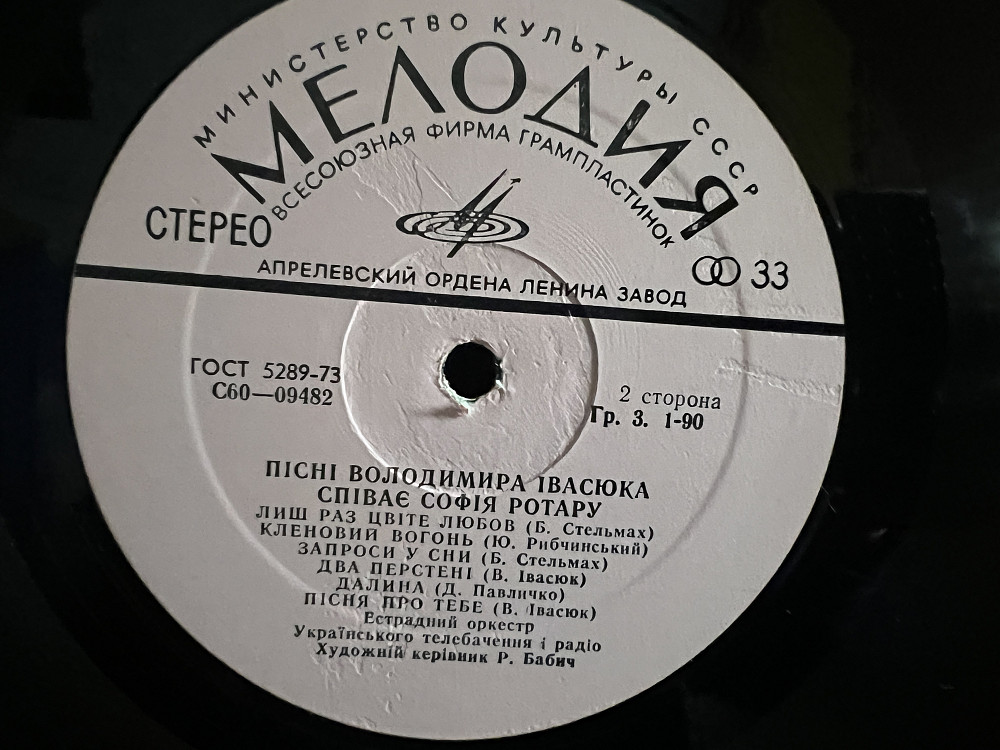 МИНИСТЕРСТВО КУЛЬТУРЫ СССР
МЕЛОДИЯ
ВСЕСОЮЗНАЯ ФИРМА ГРАМПЛАСТИНОК
СТЕРЕО
33
АПРЕЛЕВСКИЙ ОРДЕНА ЛЕНИНА ЗАВОД
ГОСТ 5289-73
С60—09482
2 сторона
Гр. 3. 1-90
ПІСНІ ВОЛОДИМИРА ІВАСЮКА
СПІВАЄ СОФІЯ РОТАРУ
ЛИШ РАЗ ЦВІТЕ ЛЮБОВ (Б. Стельмах)
КЛЕНОВИЙ ВОГОНЬ (Ю. Рибчинський)
ЗАПРОСИ У СНИ (Б. Стельмах)
ДВА ПЕРСТЕНІ (В. Івасюк)
ДАЛИНА (Д. Павличко)
ПІСНЯ ПРО ТЕБЕ (В. Івасюк)
Естрадний оркестр
Українського телебачення і радіо
Художній керівник Р. Бабич